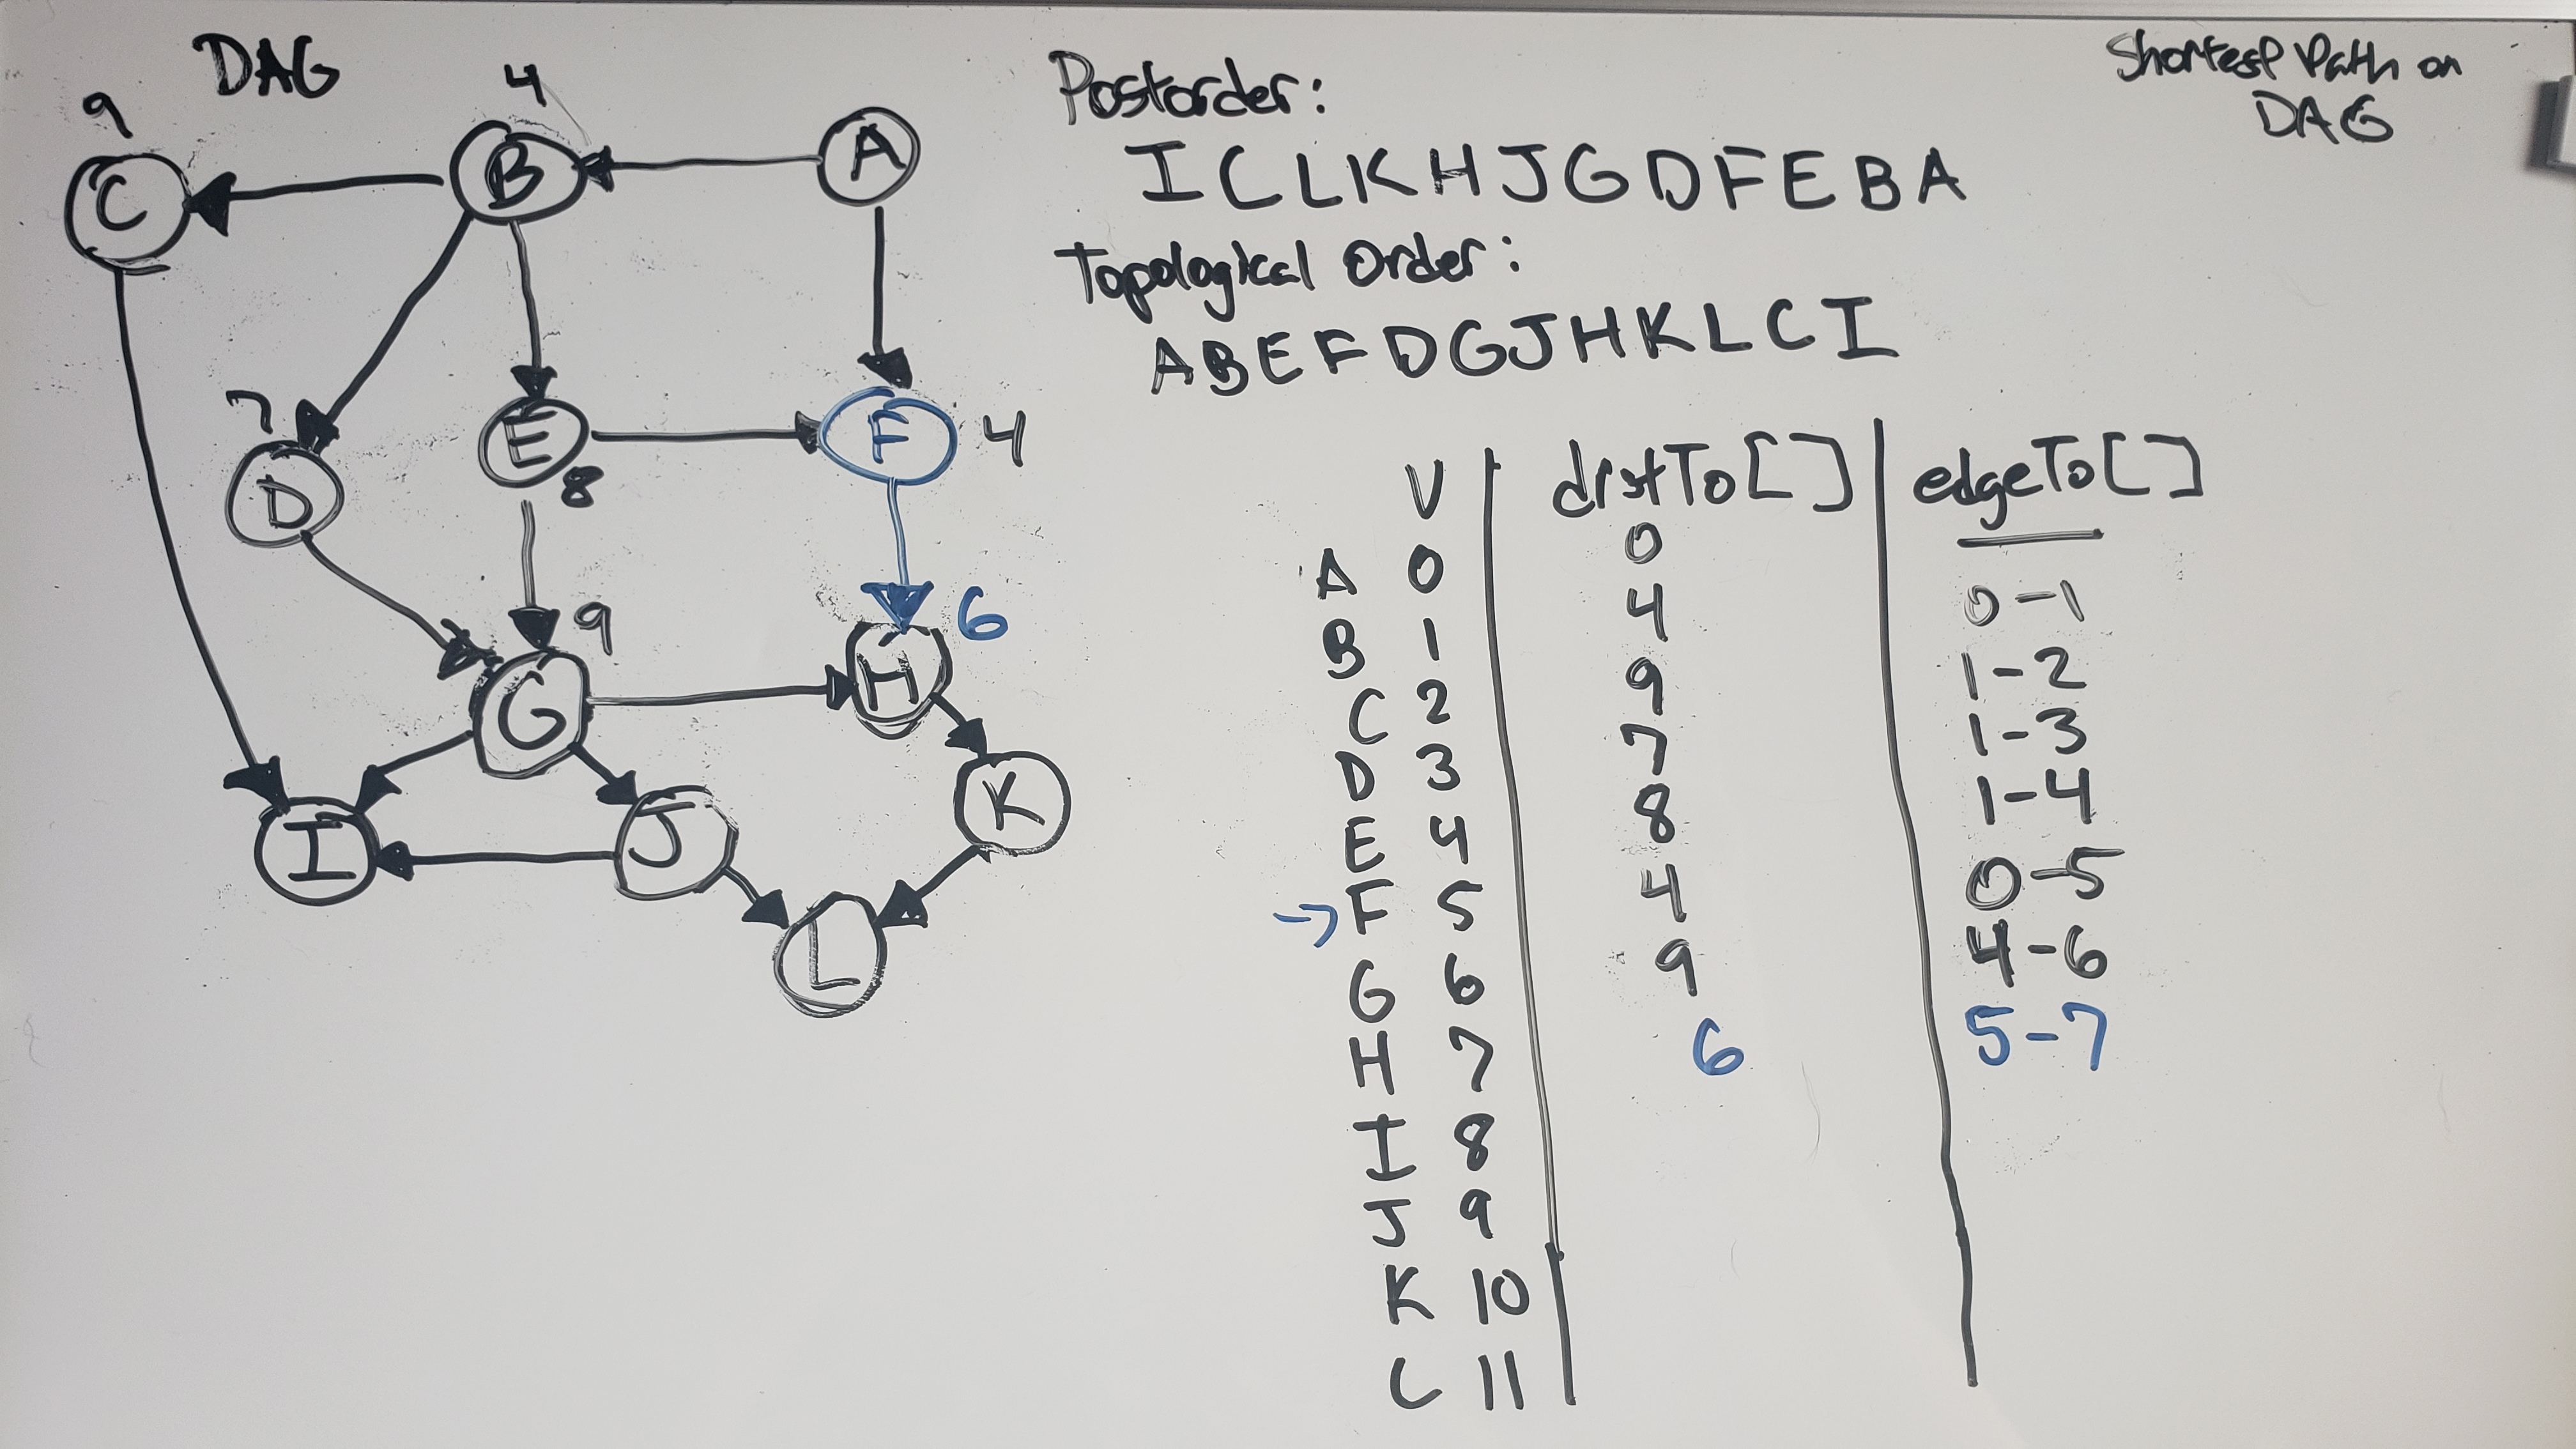 DAG
9
4
C
B
A
7
D
E
8
F
4
9
6
G
H
I
J
K
L
Postorder:
I C L K H J G D F E B A
Topological Order:
A B E F D G J H K L C I
Shortest Path on
DAG
V distTo[] edgeTo[]
A 0 0 —
B 1 4 0-1
C 2 9 1-2
D 3 7 1-3
E 4 8 1-4
→ F 5 4 0-5
G 6 9 4-6
H 7 6 5-7
I 8
J 9
K 10
L 11